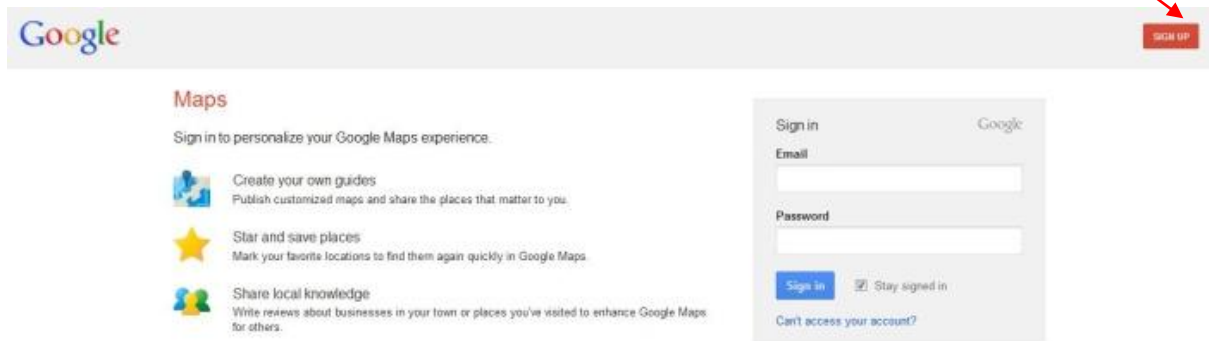 Google
SIGN UP
Maps
Sign in to personalize your Google Maps experience.
Create your own guides
Publish customized maps and share the places that matter to you.
Star and save places
Mark your favorite locations to find them again quickly in Google Maps.
Share local knowledge
Write reviews about businesses in your town or places you've visited to enhance Google Maps
for others.
Sign in Google
Email
Password
Sign in Stay signed in
Can't access your account?